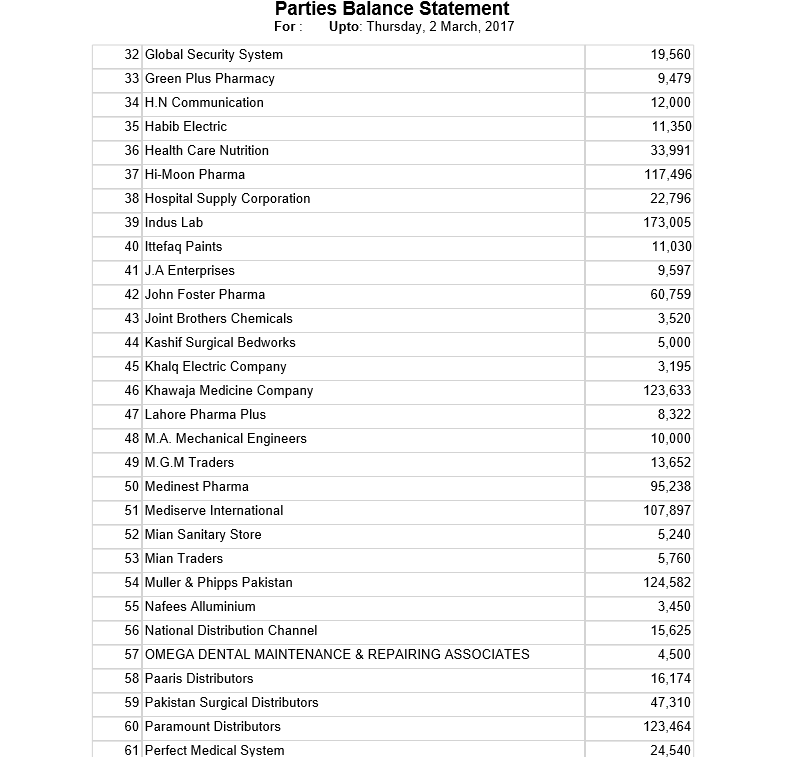 Parties Balance Statement
For : Upto: Thursday, 2 March, 2017
32 Global Security System 19,560
33 Green Plus Pharmacy 9,479
34 H.N Communication 12,000
35 Habib Electric 11,350
36 Health Care Nutrition 33,991
37 Hi-Moon Pharma 117,496
38 Hospital Supply Corporation 22,796
39 Indus Lab 173,005
40 Ittefaq Paints 11,030
41 J.A Enterprises 9,597
42 John Foster Pharma 60,759
43 Joint Brothers Chemicals 3,520
44 Kashif Surgical Bedworks 5,000
45 Khalq Electric Company 3,195
46 Khawaja Medicine Company 123,633
47 Lahore Pharma Plus 8,322
48 M.A. Mechanical Engineers 10,000
49 M.G.M Traders 13,652
50 Medinest Pharma 95,238
51 Mediserve International 107,897
52 Mian Sanitary Store 5,240
53 Mian Traders 5,760
54 Muller & Phipps Pakistan 124,582
55 Nafees Alluminium 3,450
56 National Distribution Channel 15,625
57 OMEGA DENTAL MAINTENANCE & REPAIRING ASSOCIATES 4,500
58 Paaris Distributors 16,174
59 Pakistan Surgical Distributors 47,310
60 Paramount Distributors 123,464
61 Perfect Medical System 24,540